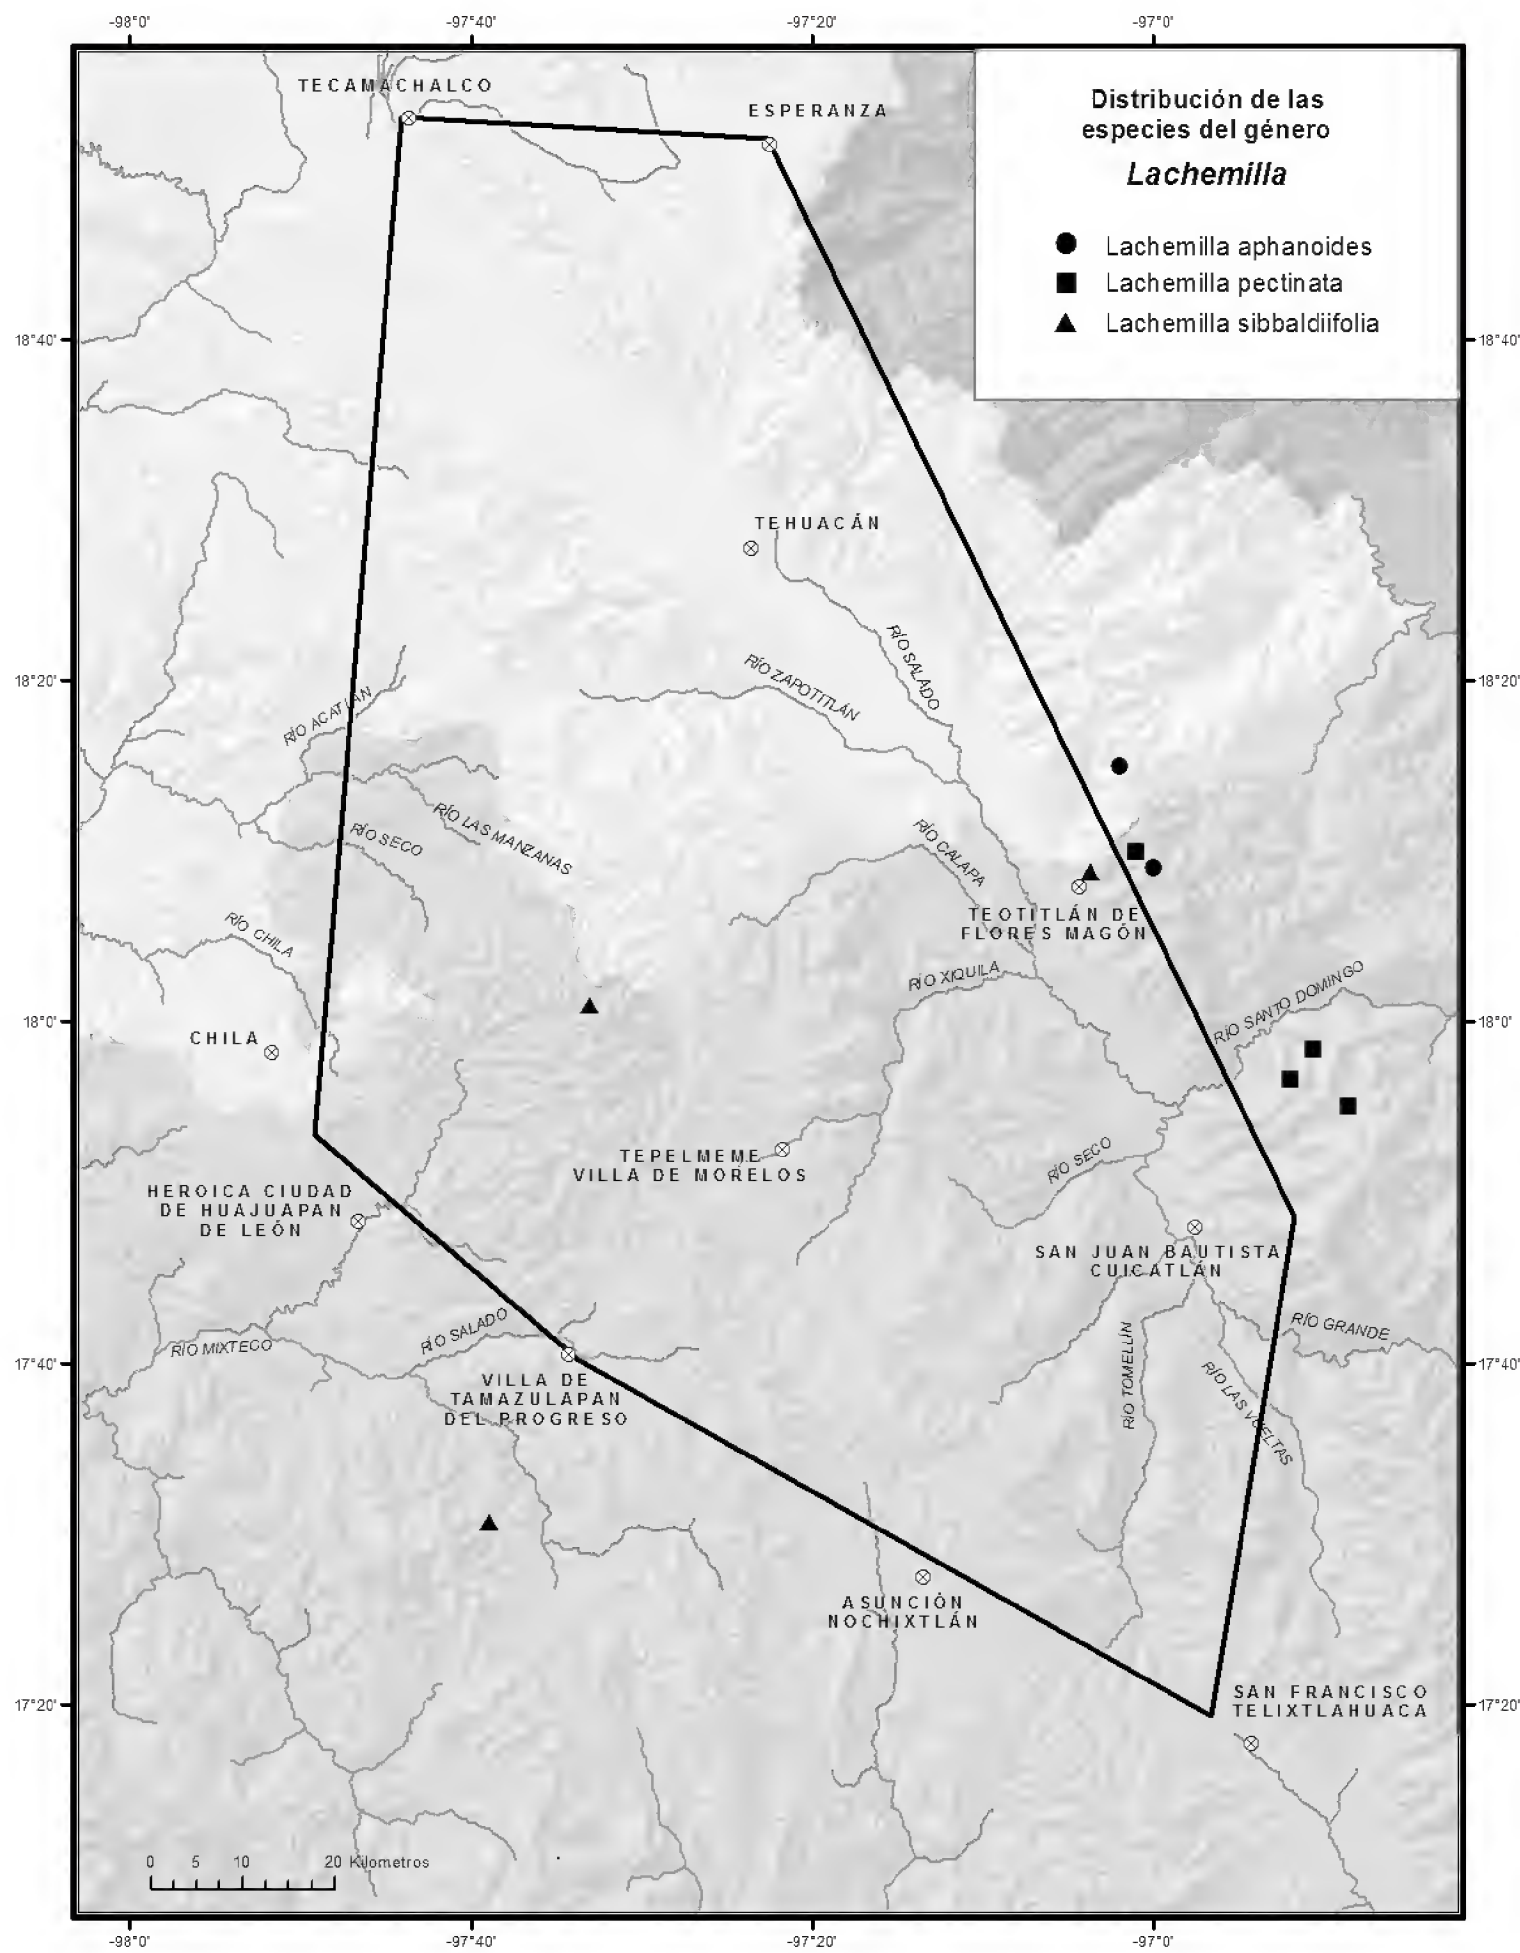 -98°0'
-97°40'
-97°20'
-97°0'
TECAMACHALCO
ESPERANZA
Distribución de las
especies del género
Lachemilla
Lachemilla aphanoides
Lachemilla pectinata
Lachemilla sibbaldiifolia
18°40'
18°40'
TEHUACÁN
RÍO SALADO
RÍO ZAPOTITLÁN
18°20'
18°20'
RÍO ACATLÁN
RÍO LAS MANZANAS
RÍO SECO
RÍO CALAPA
TEOTITLÁN DE
FLORES MAGÓN
RÍO CHILA
RÍO XIQUILA
RÍO SANTO DOMINGO
18°0'
18°0'
CHILA
TEPELMEME
VILLA DE MORELOS
RÍO SECO
HEROICA CIUDAD
DE HUAJUAPAN
DE LEÓN
SAN JUAN BAUTISTA
CUICATLÁN
RÍO GRANDE
RÍO SALADO
RÍO MIXTECO
17°40'
17°40'
RÍO TOMELLÍN
RÍO LAS VUELTAS
VILLA DE
TAMAZULAPAN
DEL PROGRESO
ASUNCIÓN
NOCHIXTLÁN
SAN FRANCISCO
TELIXTLAHUACA
17°20'
17°20'
0 5 10 20 Kilometros
-98°0'
-97°40'
-97°20'
-97°0'